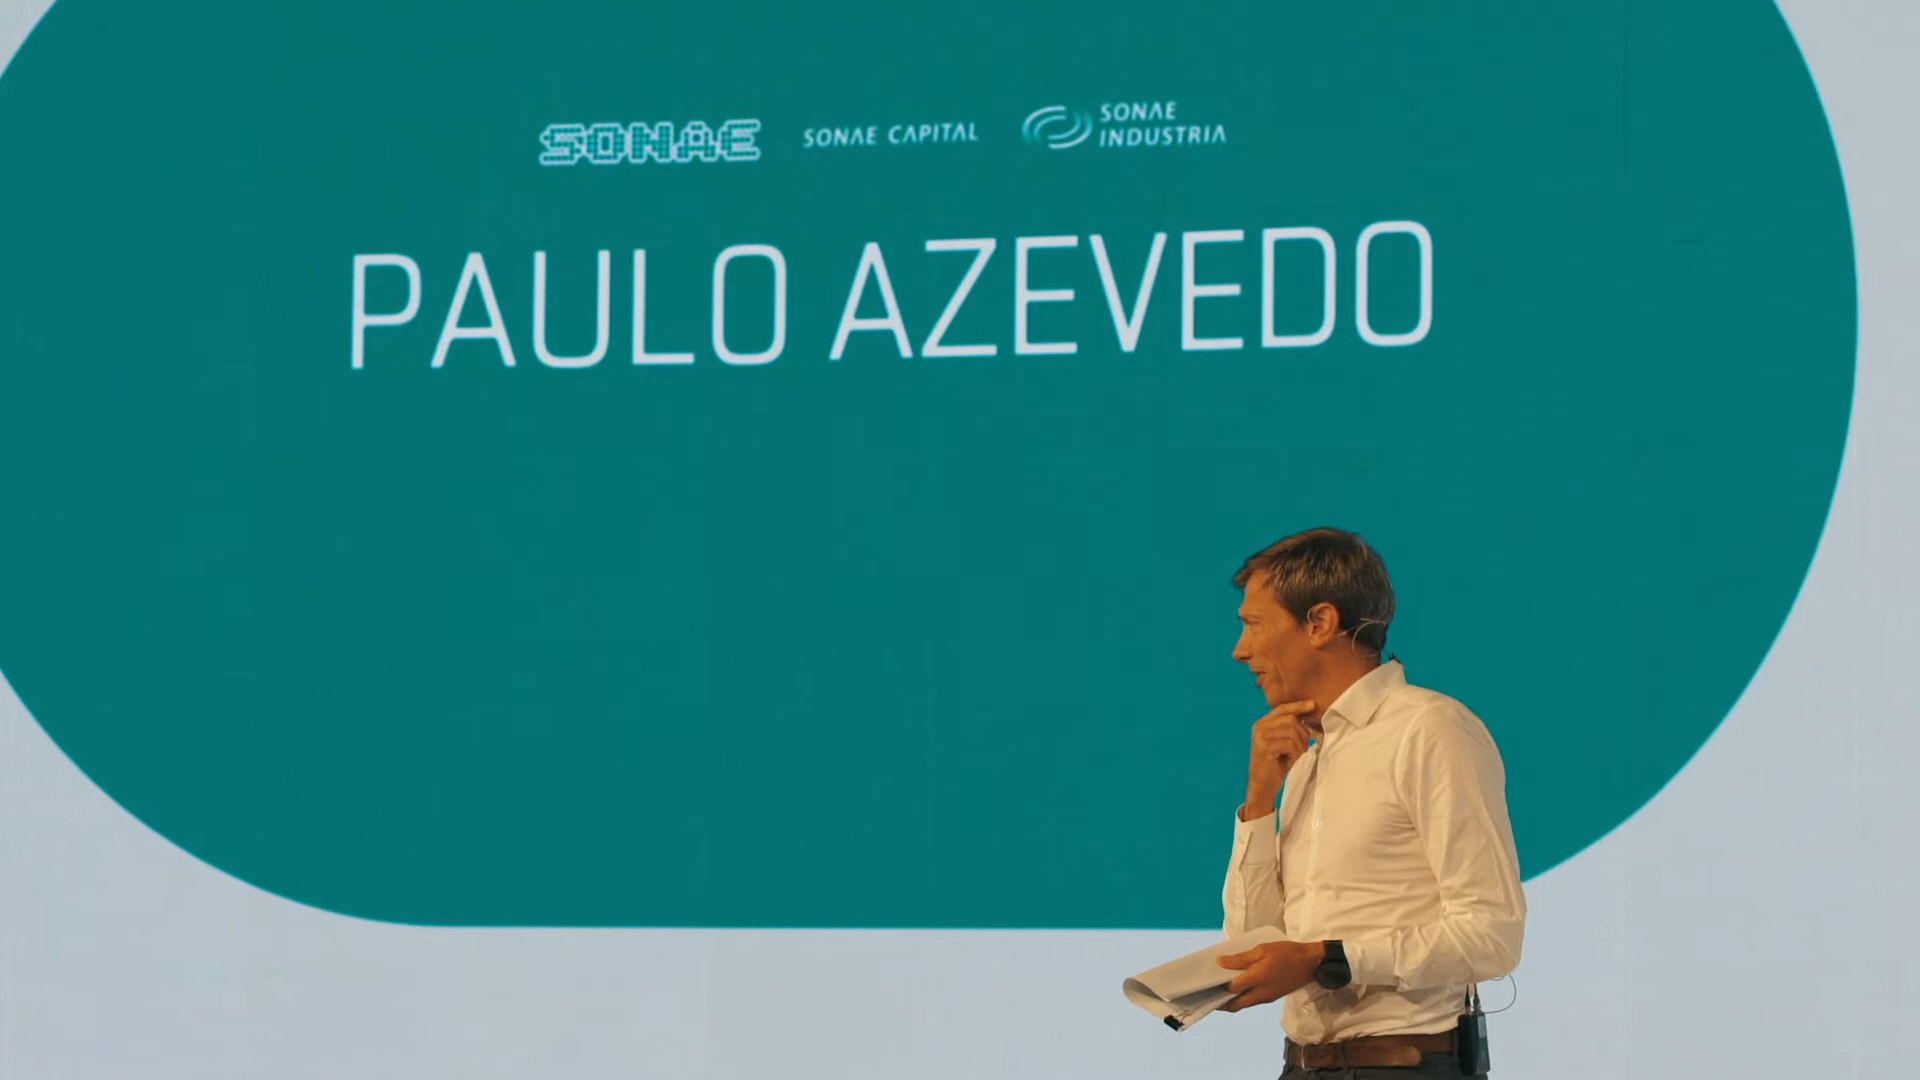 SONAE
SONAE CAPITAL
SONAE
INDUSTRIA
PAULO AZEVEDO